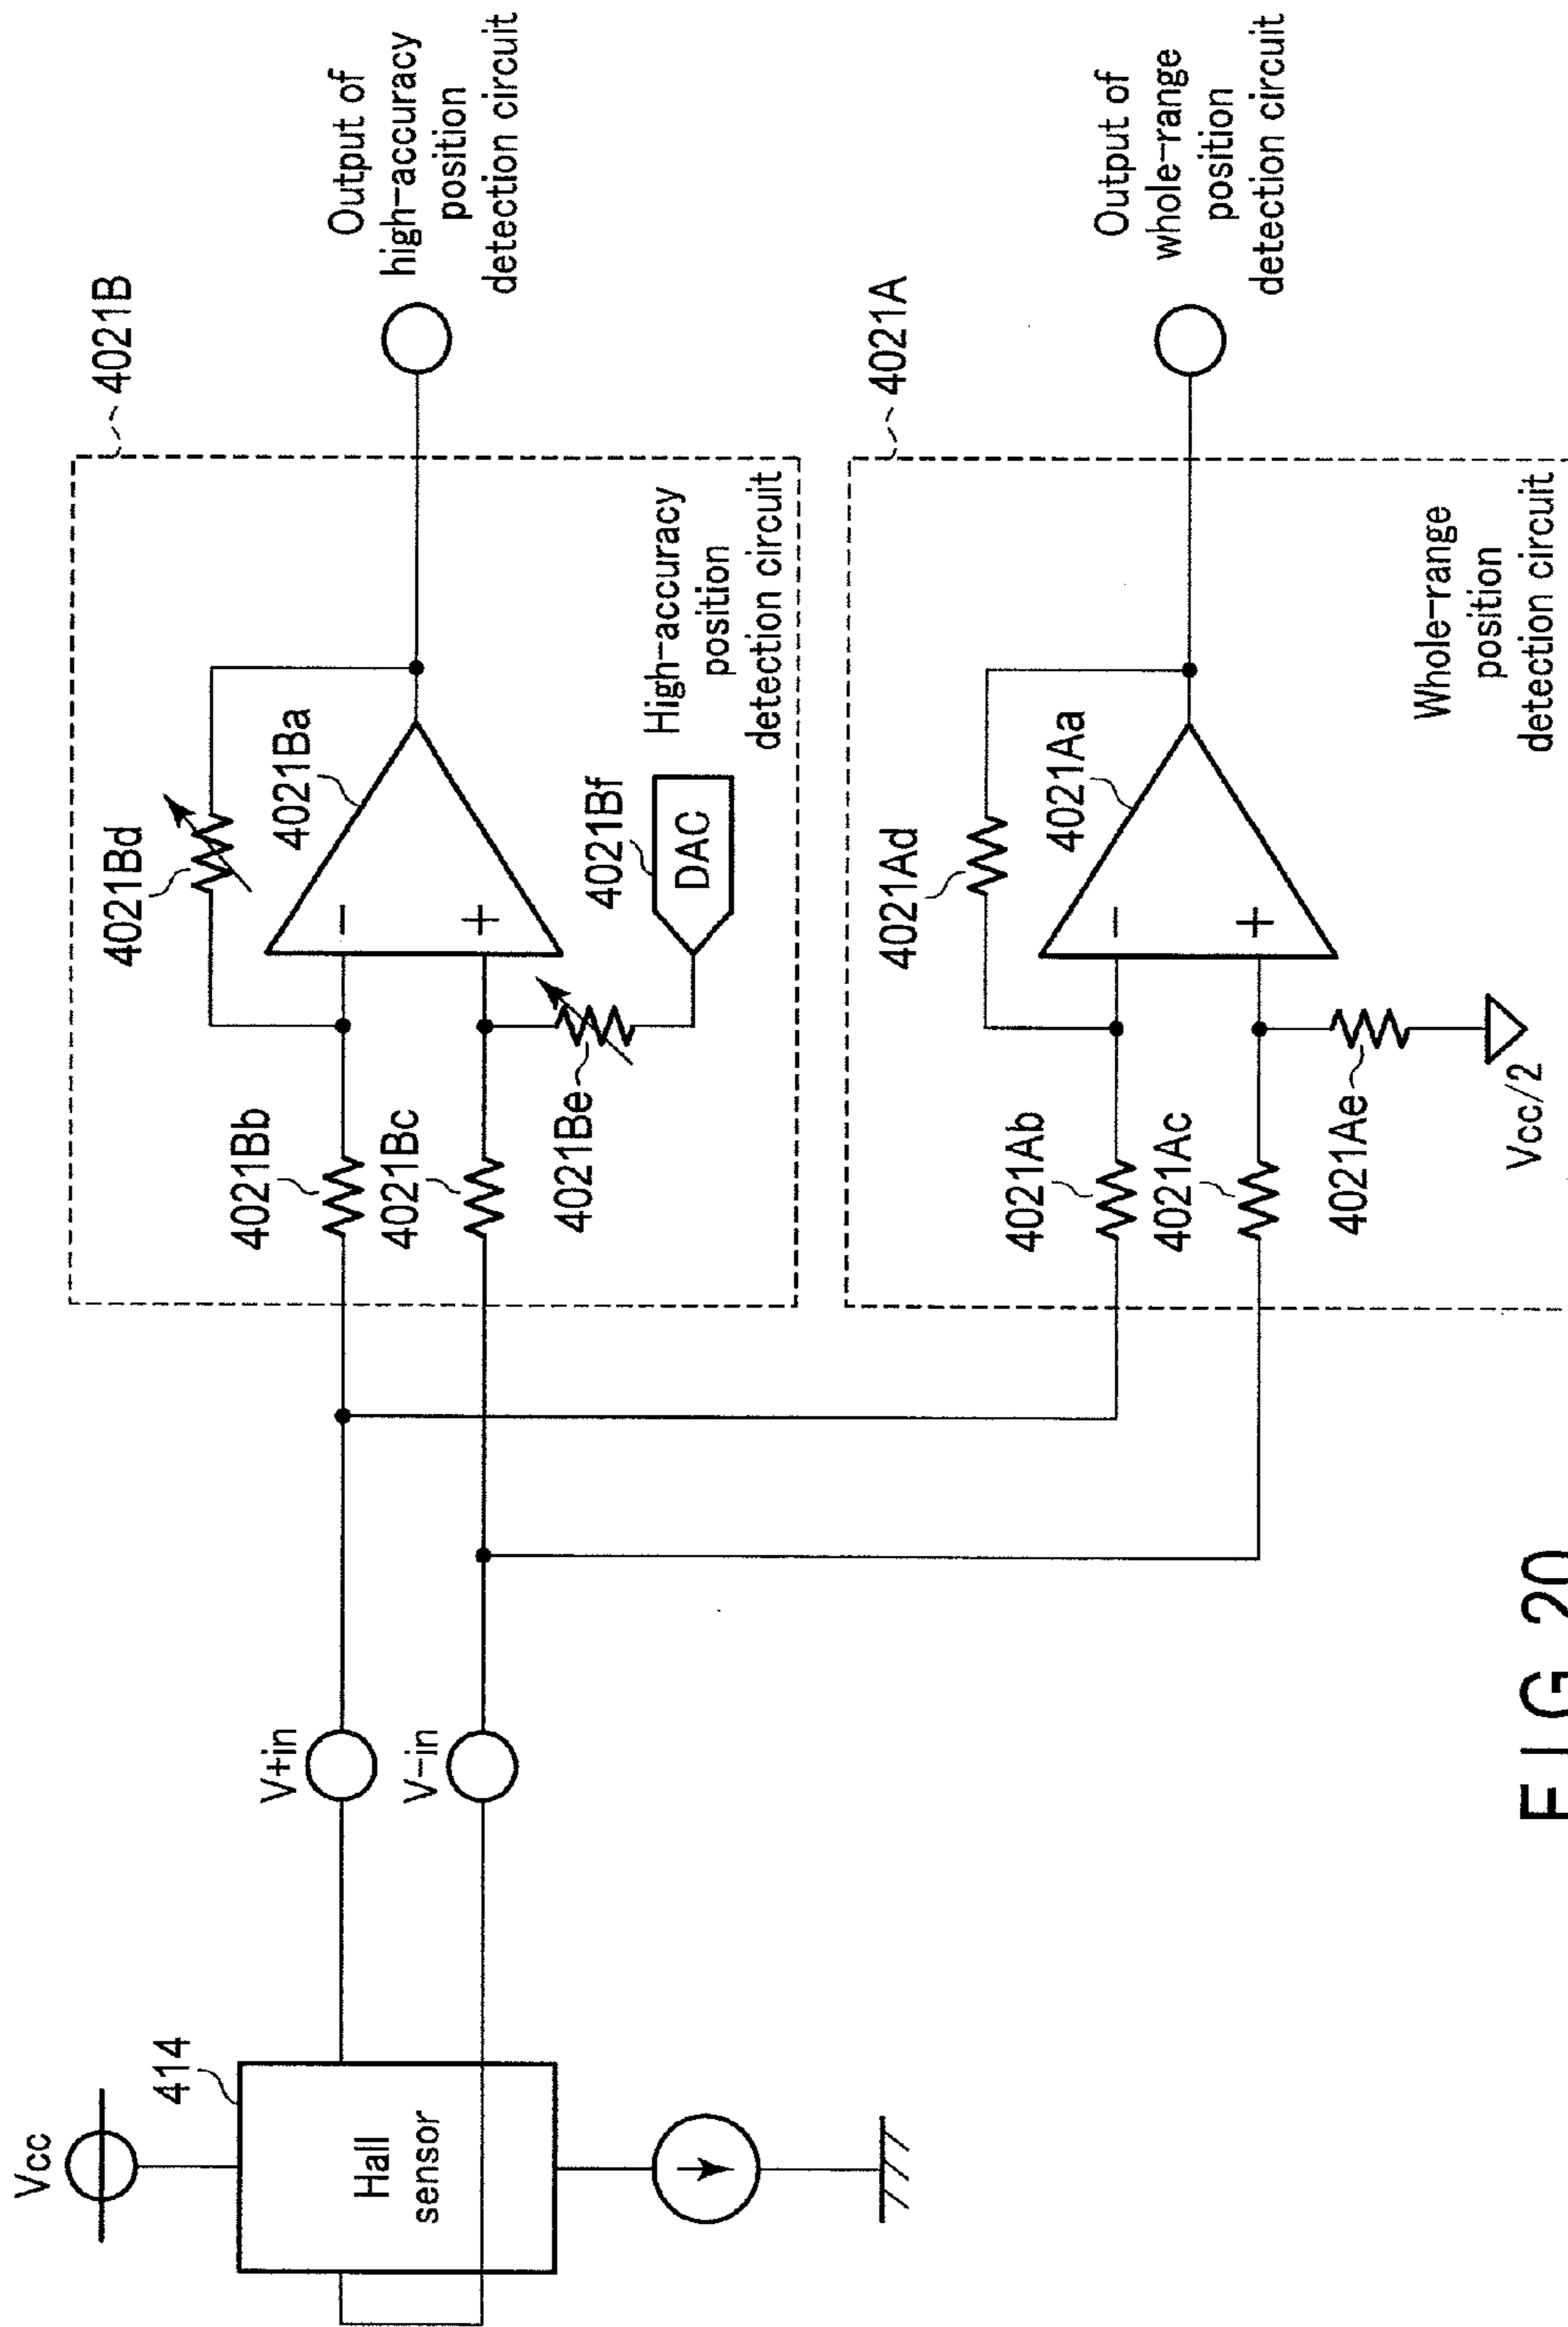 Vcc
414
Hall
sensor
V+in
V-in
4021B
4021Bd
4021Ba
4021Bb
4021Bc
4021Be
4021Bf
DAC
High-accuracy
position
detection circuit
Output of
high-accuracy
position
detection circuit
4021A
4021Ad
4021Aa
4021Ab
4021Ac
4021Ae
Vcc/2
Whole-range
position
detection circuit
Output of
whole-range
position
detection circuit
FIG. 20